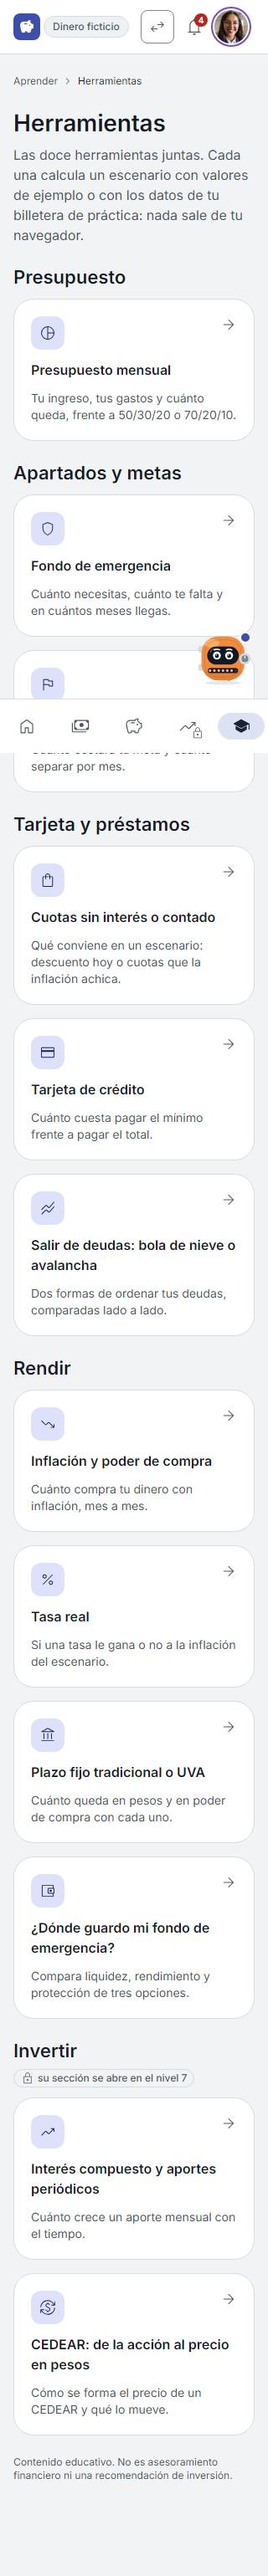 Dinero ficticio
4
Aprender > Herramientas
Herramientas
Las doce herramientas juntas. Cada
una calcula un escenario con valores
de ejemplo o con los datos de tu
billetera de práctica: nada sale de tu
navegador.
Presupuesto
Presupuesto mensual
Tu ingreso, tus gastos y cuánto
queda, frente a 50/30/20 o 70/20/10.
Apartados y metas
Fondo de emergencia
Cuánto necesitas, cuánto te falta y
en cuántos meses llegas.
separar por mes.
Tarjeta y préstamos
Cuotas sin interés o contado
Qué conviene en un escenario:
descuento hoy o cuotas que la
inflación achica.
Tarjeta de crédito
Cuánto cuesta pagar el mínimo
frente a pagar el total.
Salir de deudas: bola de nieve o
avalancha
Dos formas de ordenar tus deudas,
comparadas lado a lado.
Rendir
Inflación y poder de compra
Cuánto compra tu dinero con
inflación, mes a mes.
Tasa real
Si una tasa le gana o no a la inflación
del escenario.
Plazo fijo tradicional o UVA
Cuánto queda en pesos y en poder
de compra con cada uno.
¿Dónde guardo mi fondo de
emergencia?
Compara liquidez, rendimiento y
protección de tres opciones.
Invertir
su sección se abre en el nivel 7
Interés compuesto y aportes
periódicos
Cuánto crece un aporte mensual con
el tiempo.
CEDEAR: de la acción al precio
en pesos
Cómo se forma el precio de un
CEDEAR y qué lo mueve.
Contenido educativo. No es asesoramiento
financiero ni una recomendación de inversión.